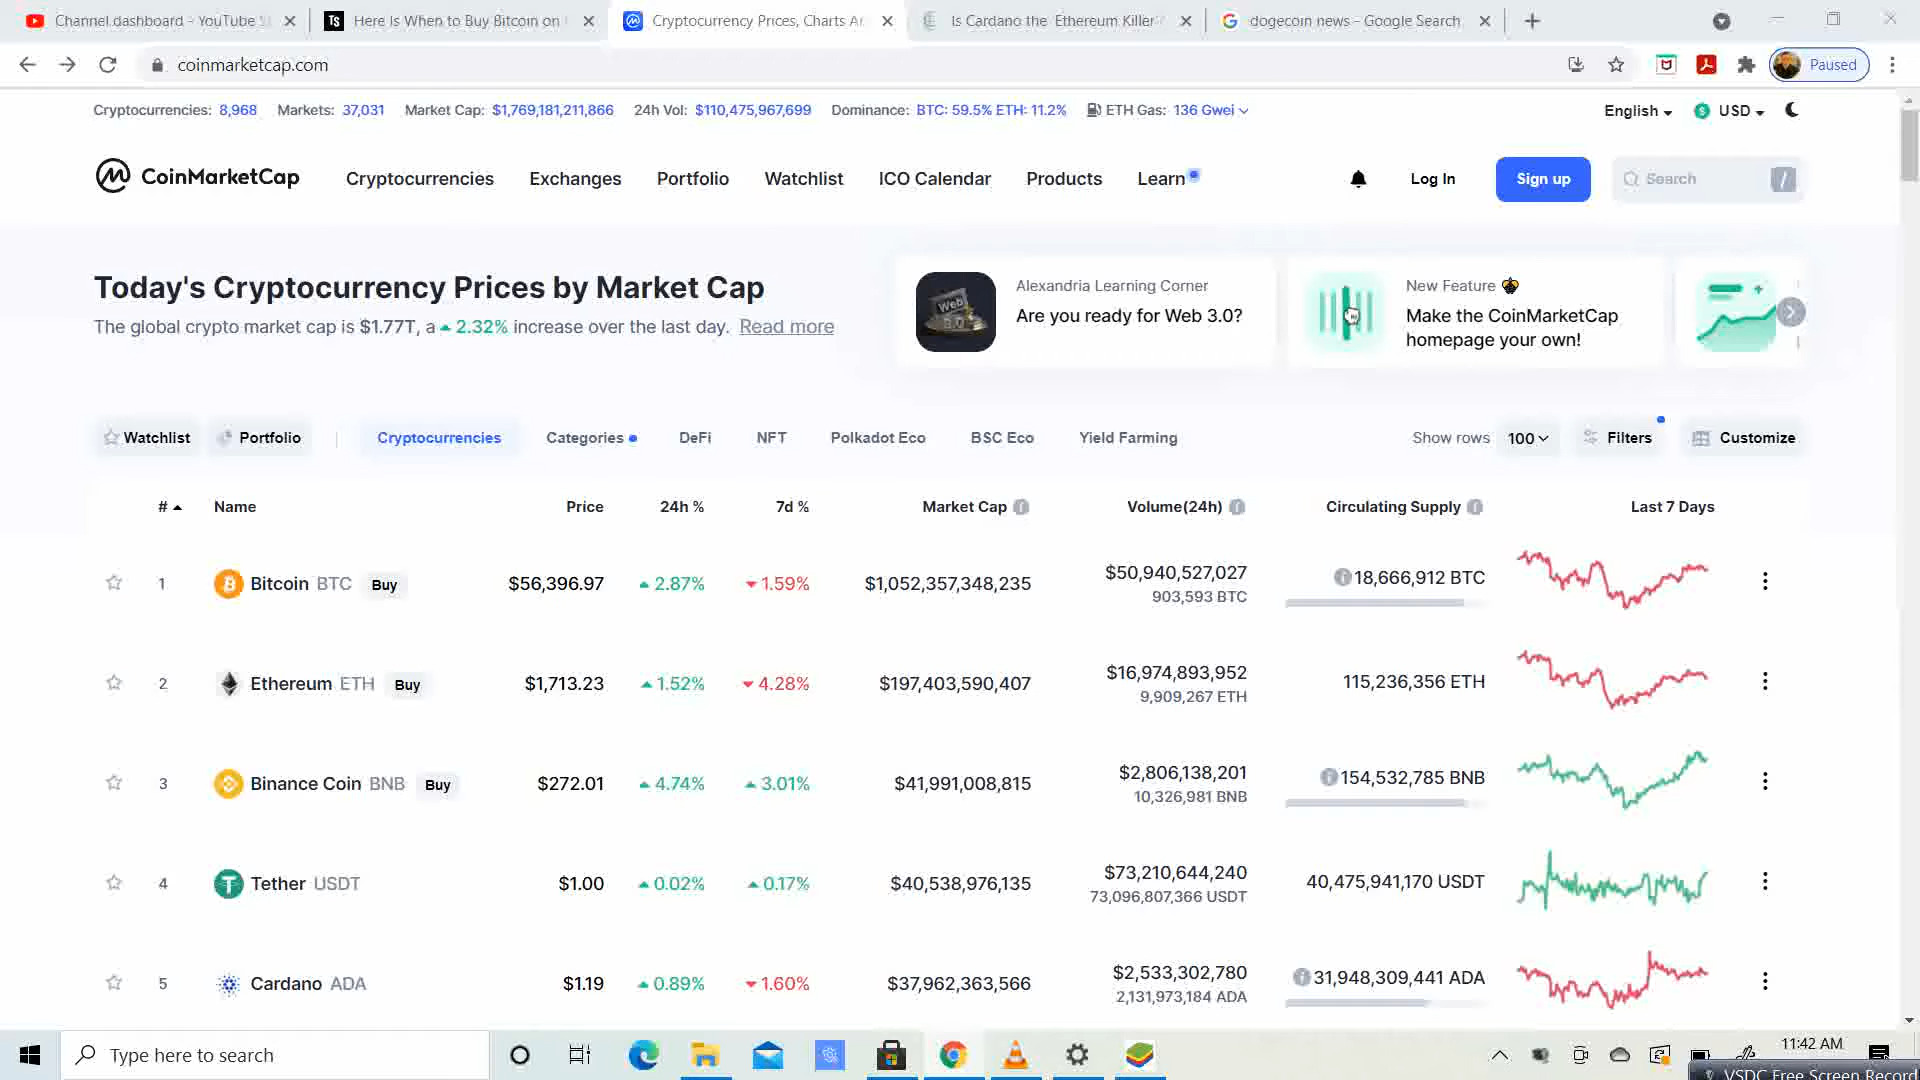 Channel dashboard - YouTube S
Here Is When to Buy Bitcoin on
Cryptocurrency Prices, Charts An
Is Cardano the 'Ethereum Killer'
dogecoin news - Google Search
coinmarketcap.com
Paused
Cryptocurrencies: 8,968 Markets: 37,031 Market Cap: $1,769,181,211,866 24h Vol: $110,475,967,699 Dominance: BTC: 59.5% ETH: 11.2% ETH Gas: 136 Gwei
English USD
CoinMarketCap
Cryptocurrencies Exchanges Portfolio Watchlist ICO Calendar Products Learn
Log In Sign up Search /
Today's Cryptocurrency Prices by Market Cap
The global crypto market cap is $1.77T, a 2.32% increase over the last day. Read more
Web 3.0
Alexandria Learning Corner
Are you ready for Web 3.0?
New Feature
Make the CoinMarketCap
homepage your own!
Watchlist Portfolio Cryptocurrencies Categories DeFi NFT Polkadot Eco BSC Eco Yield Farming Show rows 100 Filters Customize
# Name Price 24h % 7d % Market Cap Volume(24h) Circulating Supply Last 7 Days
1 Bitcoin BTC Buy $56,396.97 2.87% 1.59% $1,052,357,348,235 $50,940,527,027 18,666,912 BTC
903,593 BTC
2 Ethereum ETH Buy $1,713.23 1.52% 4.28% $197,403,590,407 $16,974,893,952 115,236,356 ETH
9,909,267 ETH
3 Binance Coin BNB Buy $272.01 4.74% 3.01% $41,991,008,815 $2,806,138,201 154,532,785 BNB
10,326,981 BNB
4 Tether USDT $1.00 0.02% 0.17% $40,538,976,135 $73,210,644,240 40,475,941,170 USDT
73,096,807,366 USDT
5 Cardano ADA $1.19 0.89% 1.60% $37,962,363,566 $2,533,302,780 31,948,309,441 ADA
2,131,973,184 ADA
Type here to search
11:42 AM
VSDC Free Screen Record